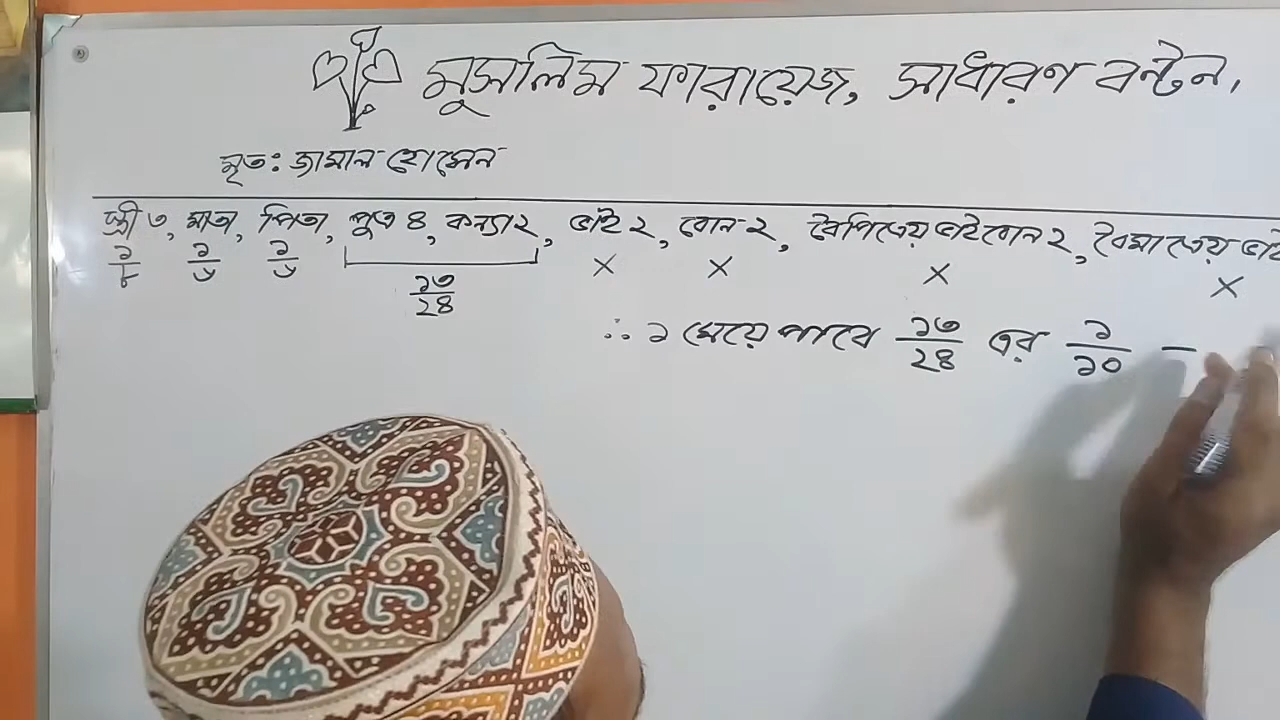 মুসলিম ফারায়েজ, সাধারণ বন্টন,
মৃত: জামাল হোসেন
স্ত্রী ৩, মাতা, পিতা, পুত্র ৪, কন্যা ২, ভাই ২, বোন ২, বৈপিত্রেয় ভাইবোন ২, বৈমাত্রেয় ভাই
১/৮ ১/৬ ১/৬ ১৩/২৪ × × × ×
∴ ১ মেয়ে পাবে ১৩/২৪ এর ১/১০